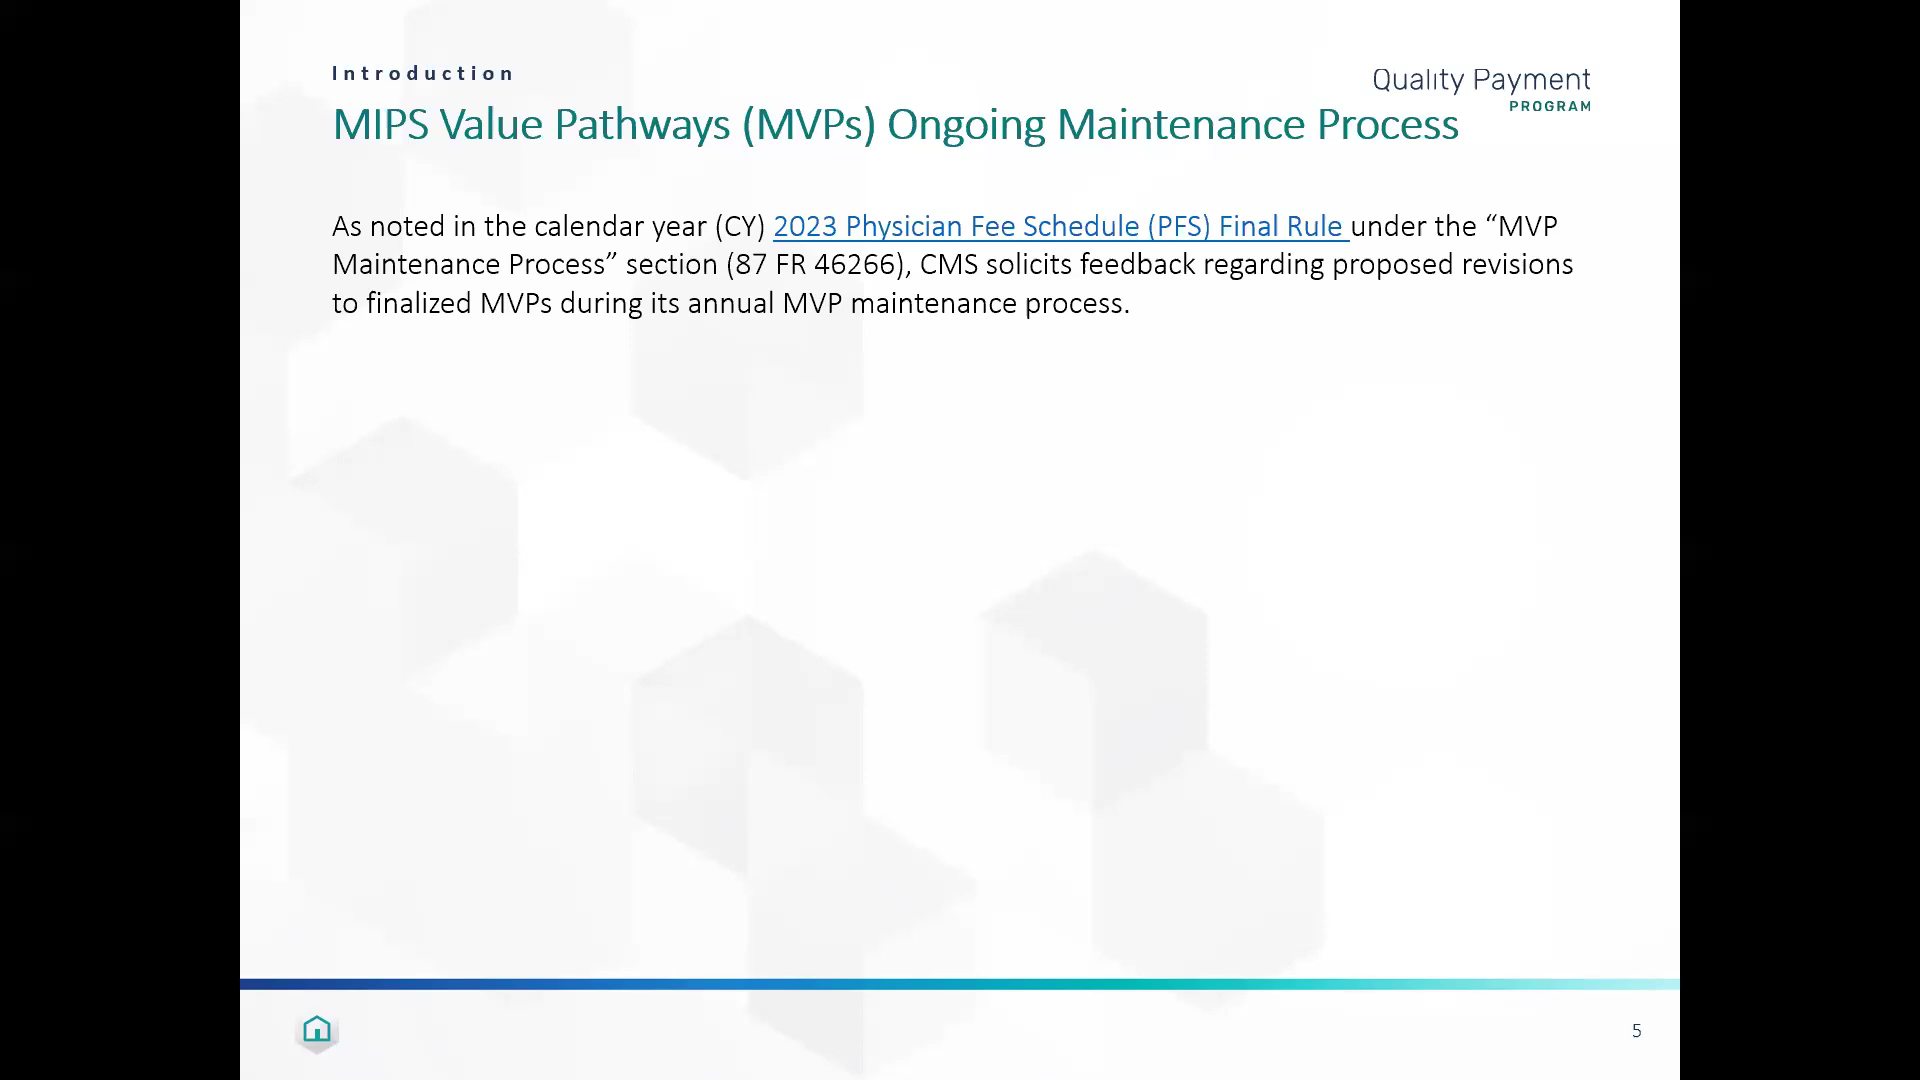 Introduction
Quality Payment
PROGRAM
MIPS Value Pathways (MVPs) Ongoing Maintenance Process
As noted in the calendar year (CY) 2023 Physician Fee Schedule (PFS) Final Rule under the “MVP
Maintenance Process” section (87 FR 46266), CMS solicits feedback regarding proposed revisions
to finalized MVPs during its annual MVP maintenance process.
5